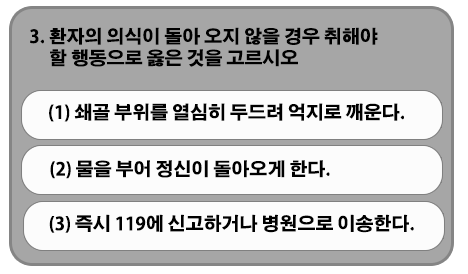 3. 환자의 의식이 돌아 오지 않을 경우 취해야
할 행동으로 옳은 것을 고르시오
(1) 쇄골 부위를 열심히 두드려 억지로 깨운다.
(2) 물을 부어 정신이 돌아오게 한다.
(3) 즉시 119에 신고하거나 병원으로 이송한다.